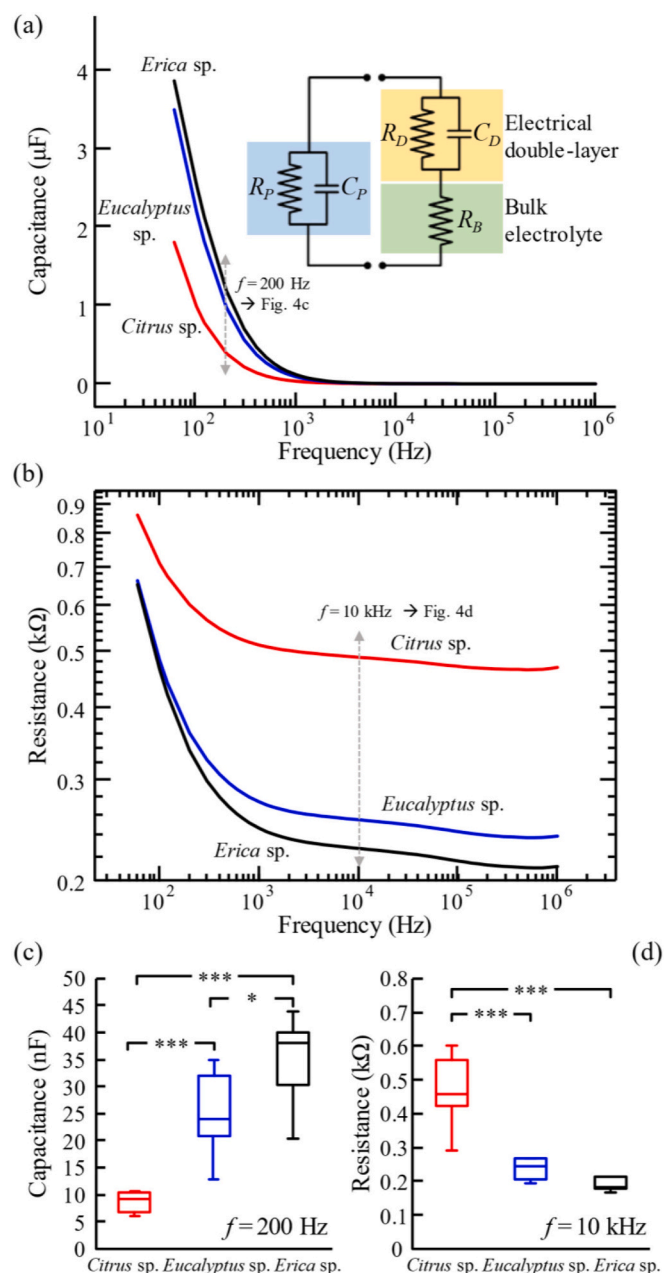 (a)
Erica sp.
4
3
2
1
0
Capacitance (μF)
Eucalyptus
sp.
Citrus sp.
f = 200 Hz
→ Fig. 4c
R_P
C_P
R_D
C_D
Electrical
double-layer
R_B
Bulk
electrolyte
10^1 10^2 10^3 10^4 10^5 10^6
Frequency (Hz)
(b)
0.9
0.8
0.7
0.6
0.5
0.4
0.3
0.2
Resistance (kΩ)
f = 10 kHz → Fig. 4d
Citrus sp.
Eucalyptus sp.
Erica sp.
10^2 10^3 10^4 10^5 10^6
Frequency (Hz)
(c)
50
45
40
35
30
25
20
15
10
5
0
Capacitance (nF)
***
*
***
f = 200 Hz
Citrus sp. Eucalyptus sp. Erica sp.
(d)
0.8
0.7
0.6
0.5
0.4
0.3
0.2
0.1
0
Resistance (kΩ)
***
***
f = 10 kHz
Citrus sp. Eucalyptus sp. Erica sp.